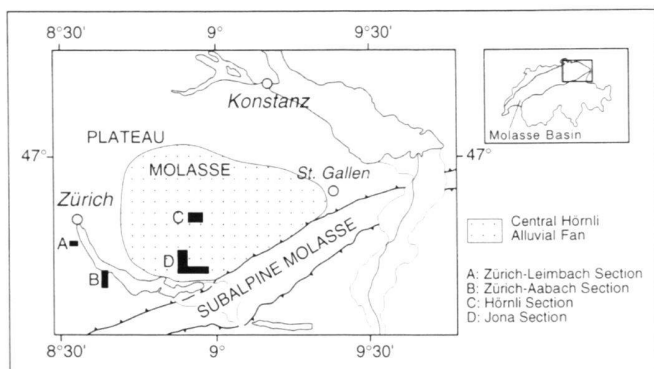 8°30' 9° 9°30'
Konstanz
PLATEAU
47° 47°
MOLASSE
St. Gallen
Zürich
C
A
D
B
SUBALPINE MOLASSE
8°30' 9° 9°30'
Molasse Basin
Central Hörnli
Alluvial Fan
A: Zürich-Leimbach Section
B: Zürich-Aabach Section
C: Hörnli Section
D: Jona Section